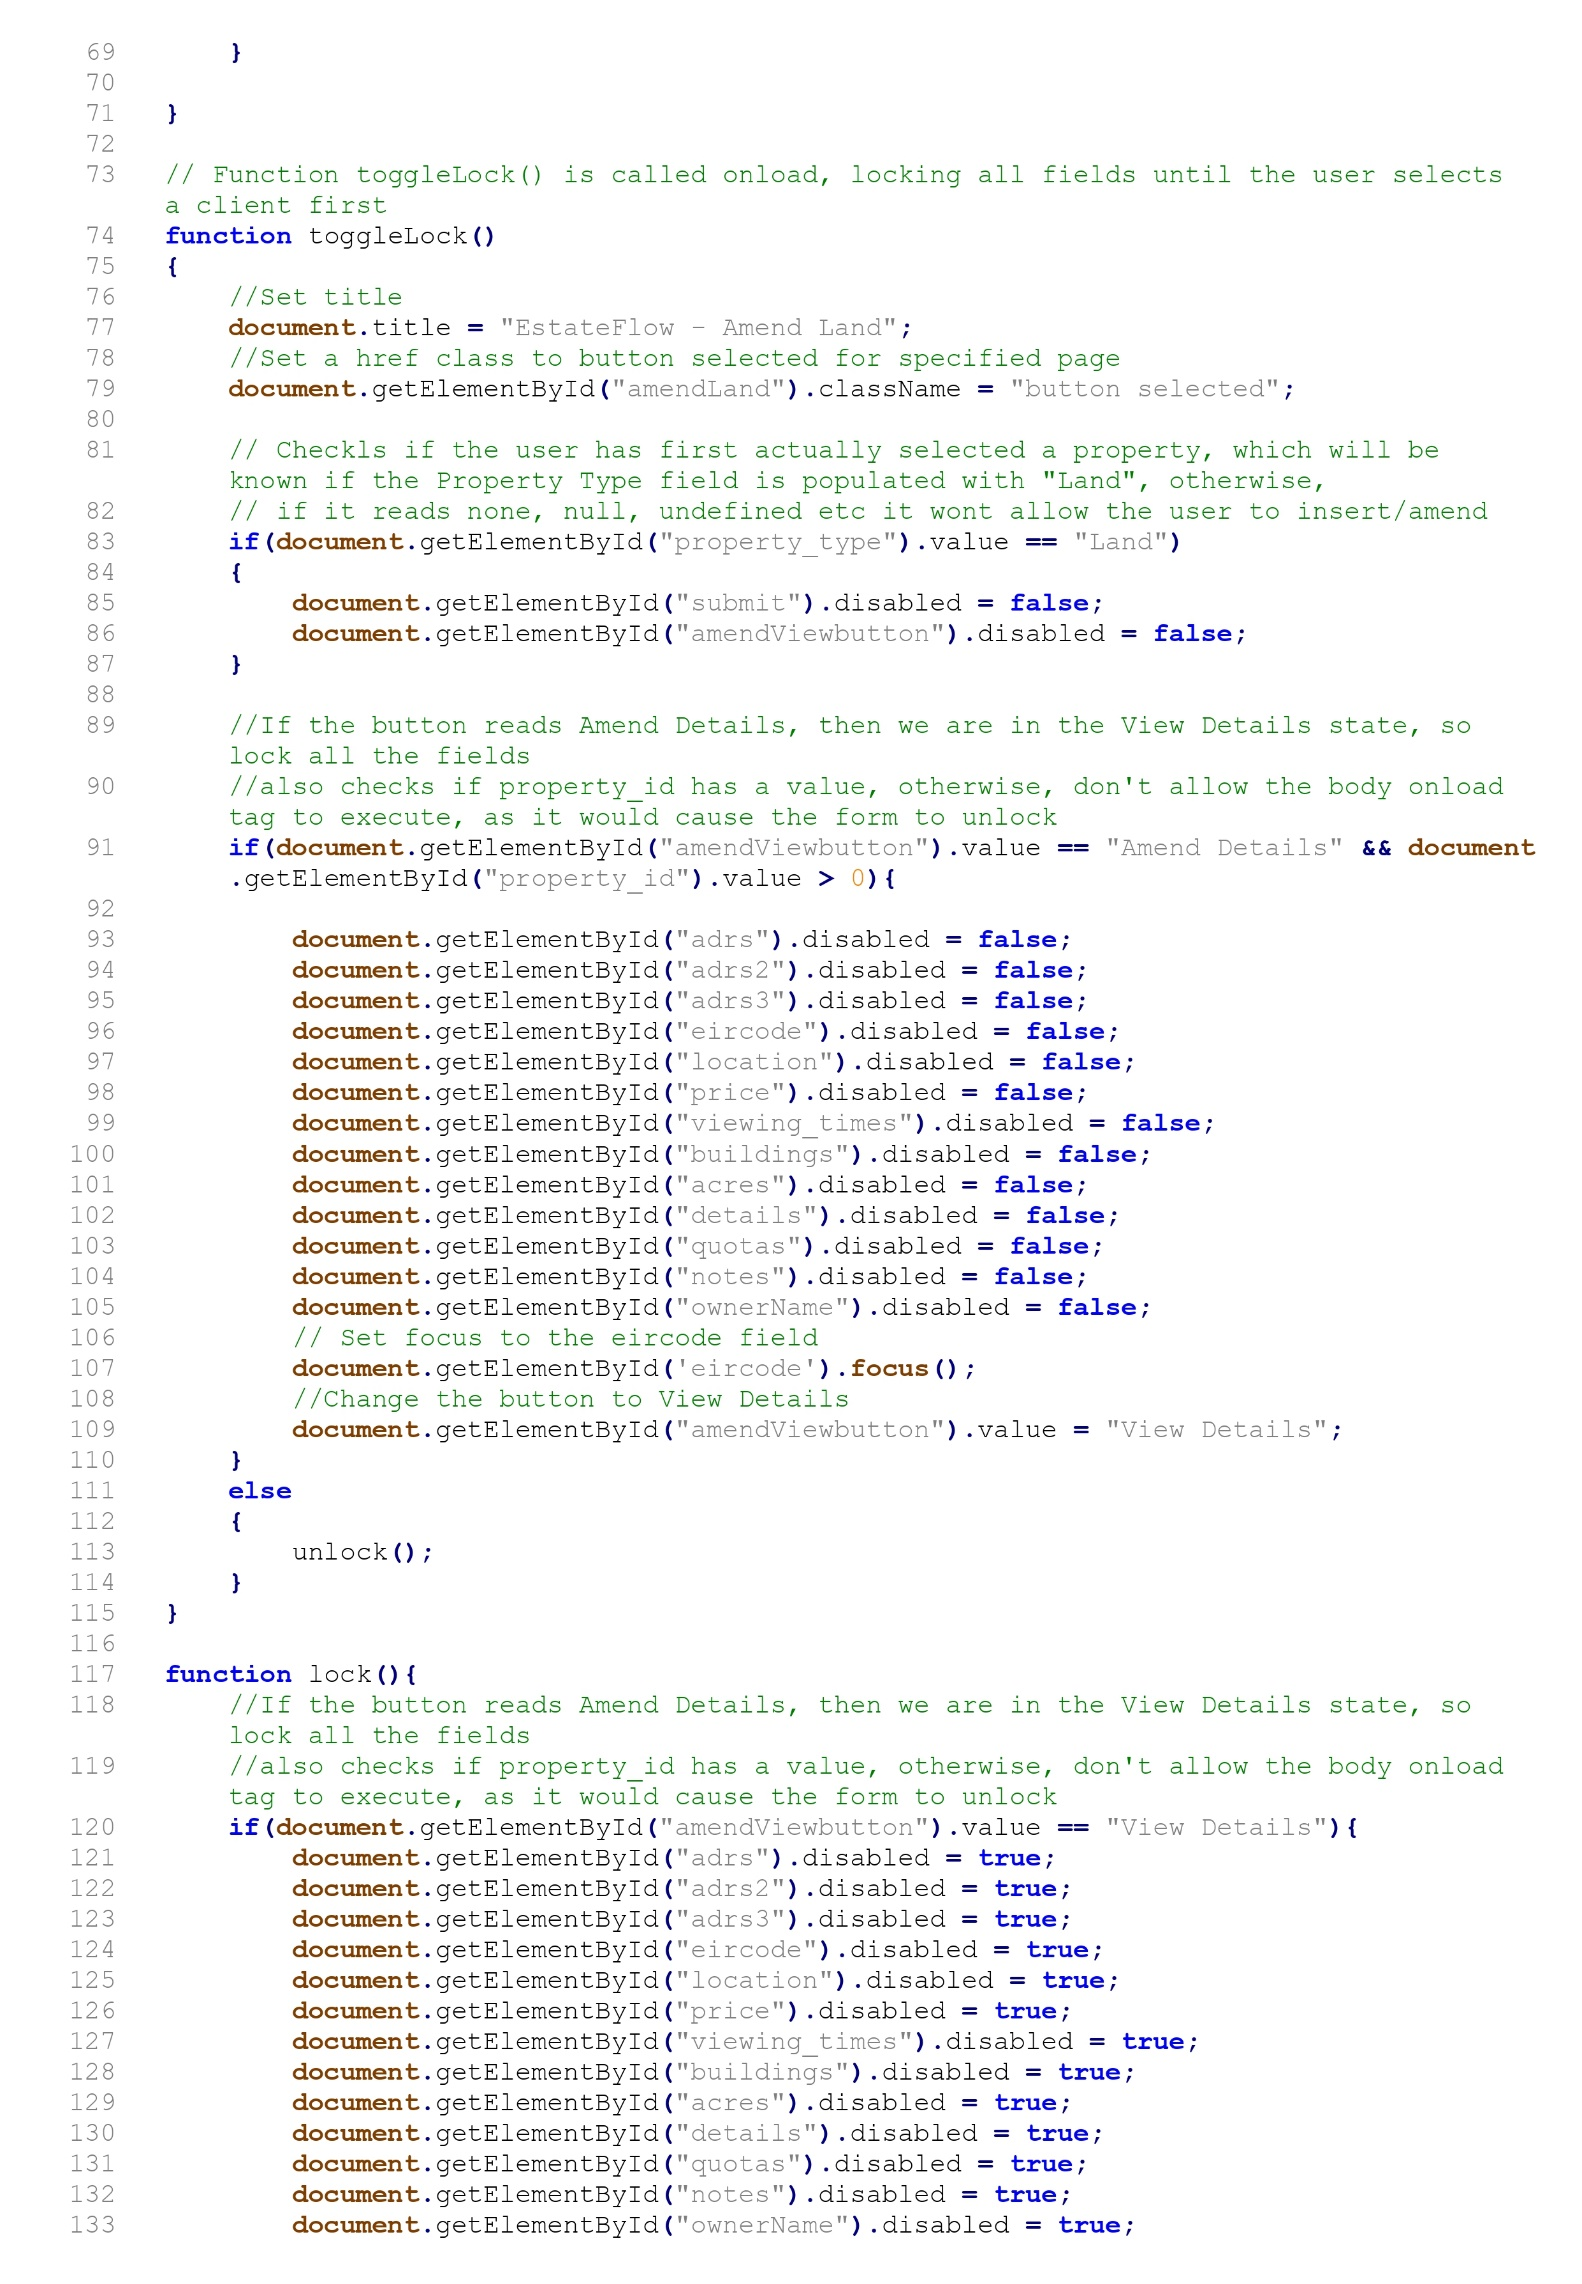 69 }
70
71 }
72
73 // Function toggleLock() is called onload, locking all fields until the user selects
a client first
74 function toggleLock()
75 {
76 //Set title
77 document.title = "EstateFlow - Amend Land";
78 //Set a href class to button selected for specified page
79 document.getElementById("amendLand").className = "button selected";
80
81 // Checkls if the user has first actually selected a property, which will be
known if the Property Type field is populated with "Land", otherwise,
82 // if it reads none, null, undefined etc it wont allow the user to insert/amend
83 if(document.getElementById("property_type").value == "Land")
84 {
85 document.getElementById("submit").disabled = false;
86 document.getElementById("amendViewbutton").disabled = false;
87 }
88
89 //If the button reads Amend Details, then we are in the View Details state, so
lock all the fields
90 //also checks if property_id has a value, otherwise, don't allow the body onload
tag to execute, as it would cause the form to unlock
91 if(document.getElementById("amendViewbutton").value == "Amend Details" && document
.getElementById("property_id").value > 0){
92
93 document.getElementById("adrs").disabled = false;
94 document.getElementById("adrs2").disabled = false;
95 document.getElementById("adrs3").disabled = false;
96 document.getElementById("eircode").disabled = false;
97 document.getElementById("location").disabled = false;
98 document.getElementById("price").disabled = false;
99 document.getElementById("viewing_times").disabled = false;
100 document.getElementById("buildings").disabled = false;
101 document.getElementById("acres").disabled = false;
102 document.getElementById("details").disabled = false;
103 document.getElementById("quotas").disabled = false;
104 document.getElementById("notes").disabled = false;
105 document.getElementById("ownerName").disabled = false;
106 // Set focus to the eircode field
107 document.getElementById('eircode').focus();
108 //Change the button to View Details
109 document.getElementById("amendViewbutton").value = "View Details";
110 }
111 else
112 {
113 unlock();
114 }
115 }
116
117 function lock(){
118 //If the button reads Amend Details, then we are in the View Details state, so
lock all the fields
119 //also checks if property_id has a value, otherwise, don't allow the body onload
tag to execute, as it would cause the form to unlock
120 if(document.getElementById("amendViewbutton").value == "View Details"){
121 document.getElementById("adrs").disabled = true;
122 document.getElementById("adrs2").disabled = true;
123 document.getElementById("adrs3").disabled = true;
124 document.getElementById("eircode").disabled = true;
125 document.getElementById("location").disabled = true;
126 document.getElementById("price").disabled = true;
127 document.getElementById("viewing_times").disabled = true;
128 document.getElementById("buildings").disabled = true;
129 document.getElementById("acres").disabled = true;
130 document.getElementById("details").disabled = true;
131 document.getElementById("quotas").disabled = true;
132 document.getElementById("notes").disabled = true;
133 document.getElementById("ownerName").disabled = true;